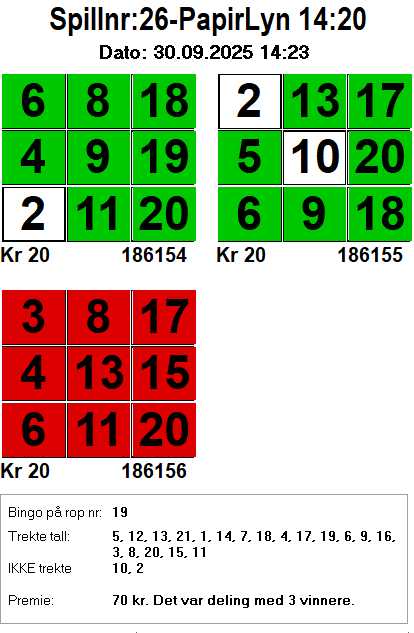 Spillnr:26-PapirLyn 14:20
Dato: 30.09.2025 14:23
6 8 18
4 9 19
2 11 20
Kr 20 186154
2 13 17
5 10 20
6 9 18
Kr 20 186155
3 8 17
4 13 15
6 11 20
Kr 20 186156
Bingo på rop nr: 19
Trekte tall: 5, 12, 13, 21, 1, 14, 7, 18, 4, 17, 19, 6, 9, 16,
3, 8, 20, 15, 11
IKKE trekte 10, 2
Premie: 70 kr. Det var deling med 3 vinnere.